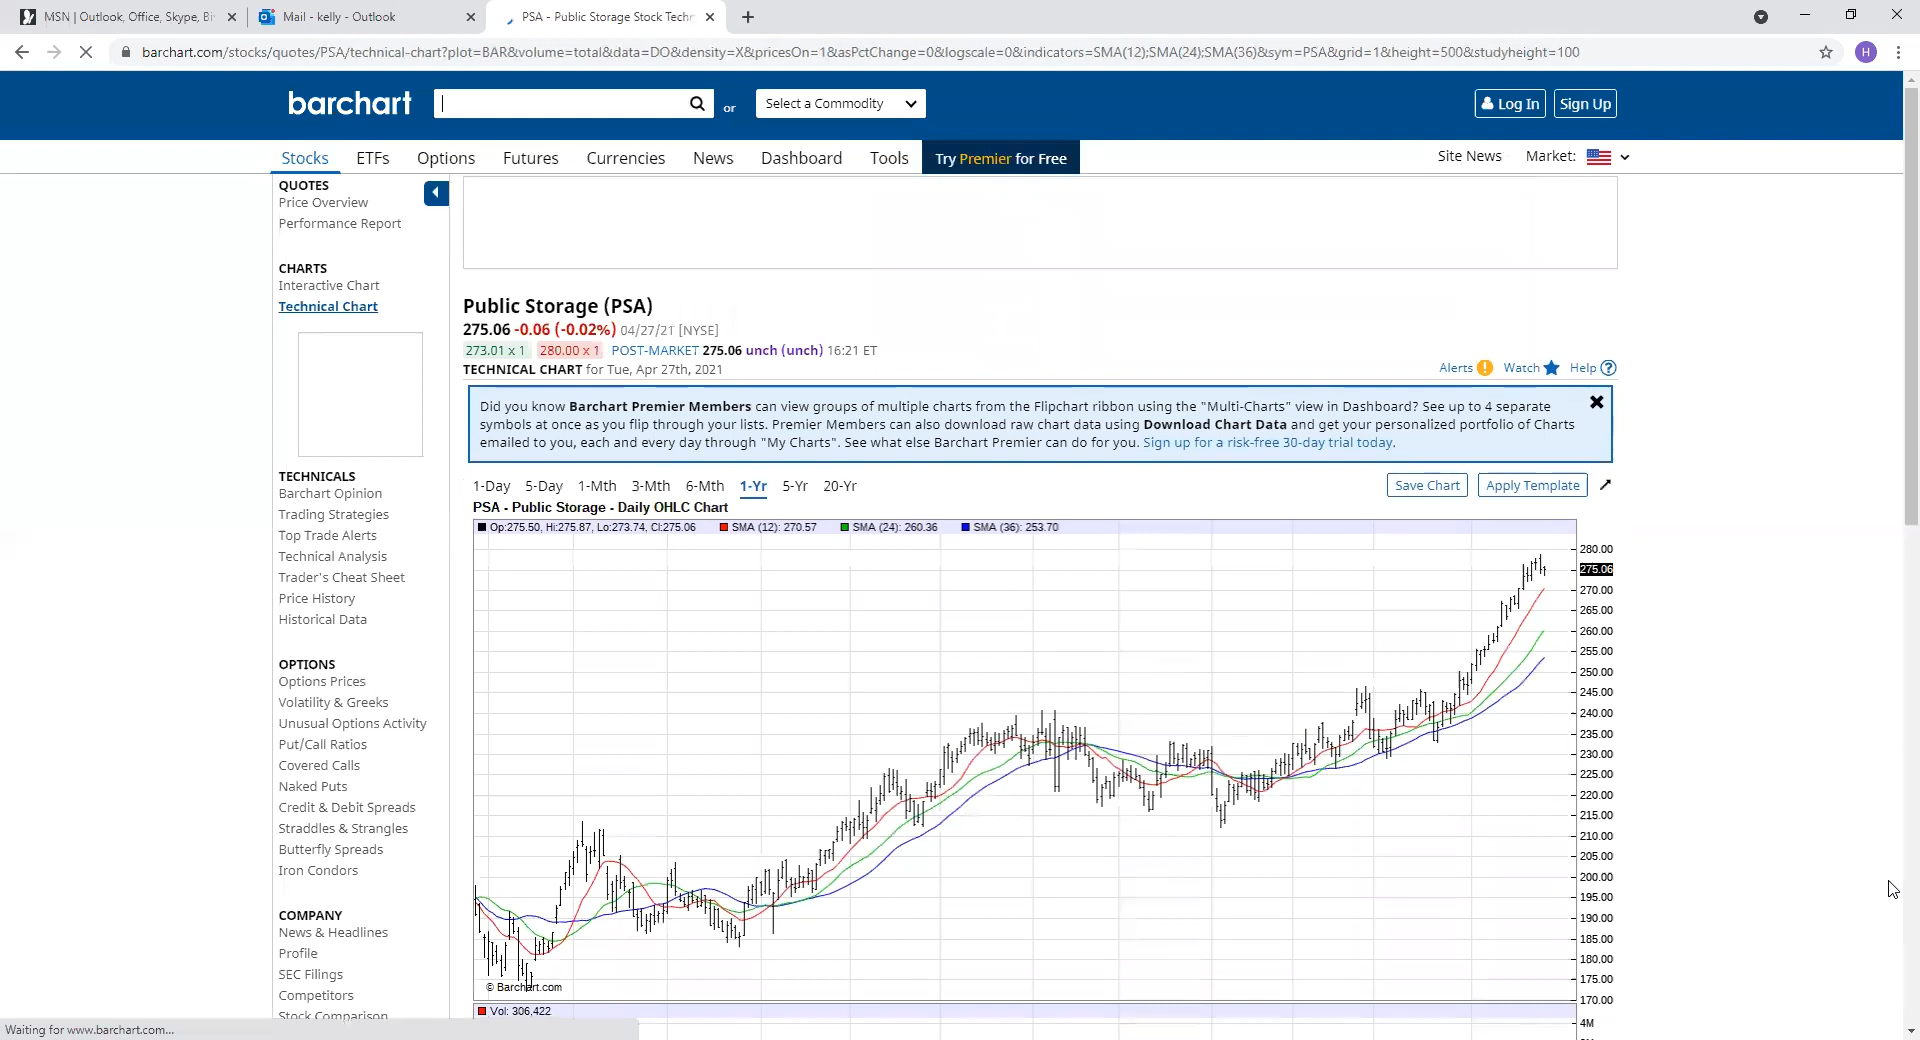 MSN | Outlook, Office, Skype, Bi
Mail - kelly - Outlook
PSA - Public Storage Stock Techn
barchart.com/stocks/quotes/PSA/technical-chart?plot=BAR&volume=total&data=DO&density=X&pricesOn=1&asPctChange=0&logscale=0&indicators=SMA(12);SMA(24);SMA(36)&sym=PSA&grid=1&height=500&studyheight=100
H
barchart
or
Select a Commodity
Log In
Sign Up
Stocks ETFs Options Futures Currencies News Dashboard Tools Try Premier for Free
Site News Market:
QUOTES
Price Overview
Performance Report
CHARTS
Interactive Chart
Technical Chart
TECHNICALS
Barchart Opinion
Trading Strategies
Top Trade Alerts
Technical Analysis
Trader's Cheat Sheet
Price History
Historical Data
OPTIONS
Options Prices
Volatility & Greeks
Unusual Options Activity
Put/Call Ratios
Covered Calls
Naked Puts
Credit & Debit Spreads
Straddles & Strangles
Butterfly Spreads
Iron Condors
COMPANY
News & Headlines
Profile
SEC Filings
Competitors
Stock Comparison
Public Storage (PSA)
275.06 -0.06 (-0.02%) 04/27/21 [NYSE]
273.01 x 1 280.00 x 1 POST-MARKET 275.06 unch (unch) 16:21 ET
TECHNICAL CHART for Tue, Apr 27th, 2021
Alerts Watch Help
Did you know Barchart Premier Members can view groups of multiple charts from the Flipchart ribbon using the "Multi-Charts" view in Dashboard? See up to 4 separate
symbols at once as you flip through your lists. Premier Members can also download raw chart data using Download Chart Data and get your personalized portfolio of Charts
emailed to you, each and every day through "My Charts". See what else Barchart Premier can do for you. Sign up for a risk-free 30-day trial today.
1-Day 5-Day 1-Mth 3-Mth 6-Mth 1-Yr 5-Yr 20-Yr
Save Chart
Apply Template
PSA - Public Storage - Daily OHLC Chart
Op:275.50, Hi:275.87, Lo:273.74, Cl:275.06 SMA (12): 270.57 SMA (24): 260.36 SMA (36): 253.70
280.00
275.06
270.00
265.00
260.00
255.00
250.00
245.00
240.00
235.00
230.00
225.00
220.00
215.00
210.00
205.00
200.00
195.00
190.00
185.00
180.00
175.00
170.00
© Barchart.com
Vol: 306,422
4M
Waiting for www.barchart.com...